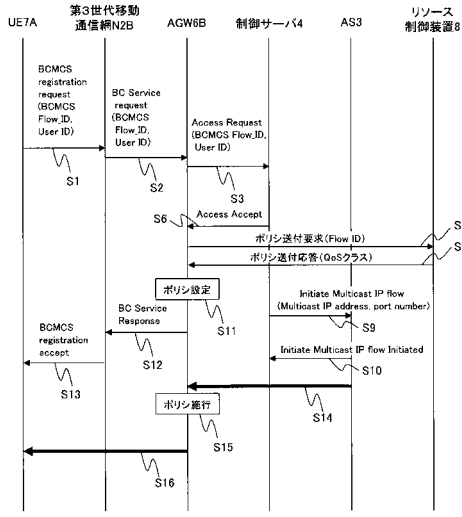 UE7A
第3世代移動
通信網N2B
AGW6B
制御サーバ4
AS3
リソース
制御装置8
BCMCS
registration
request
(BCMCS
Flow_ID,
User ID)
S1
BC Service
request
(BCMCS
Flow_ID,
User ID)
S2
Access Request
(BCMCS Flow_ID,
User ID)
S3
S6
Access Accept
ポリシ送付要求(Flow ID)
S
ポリシ送付応答(QoSクラス)
S
ポリシ設定
S11
Initiate Multicast IP flow
(Multicast IP address, port number)
S9
BC Service
Response
S12
BCMCS
registration
accept
S13
Initiate Multicast IP flow Initiated
S10
S14
ポリシ施行
S15
S16